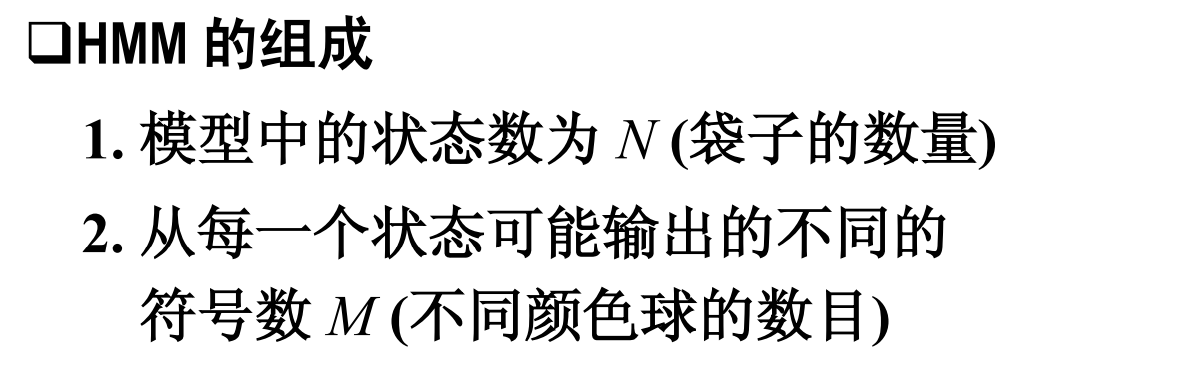 ❑HMM 的组成
1. 模型中的状态数为 N (袋子的数量)
2. 从每一个状态可能输出的不同的
符号数 M (不同颜色球的数目)